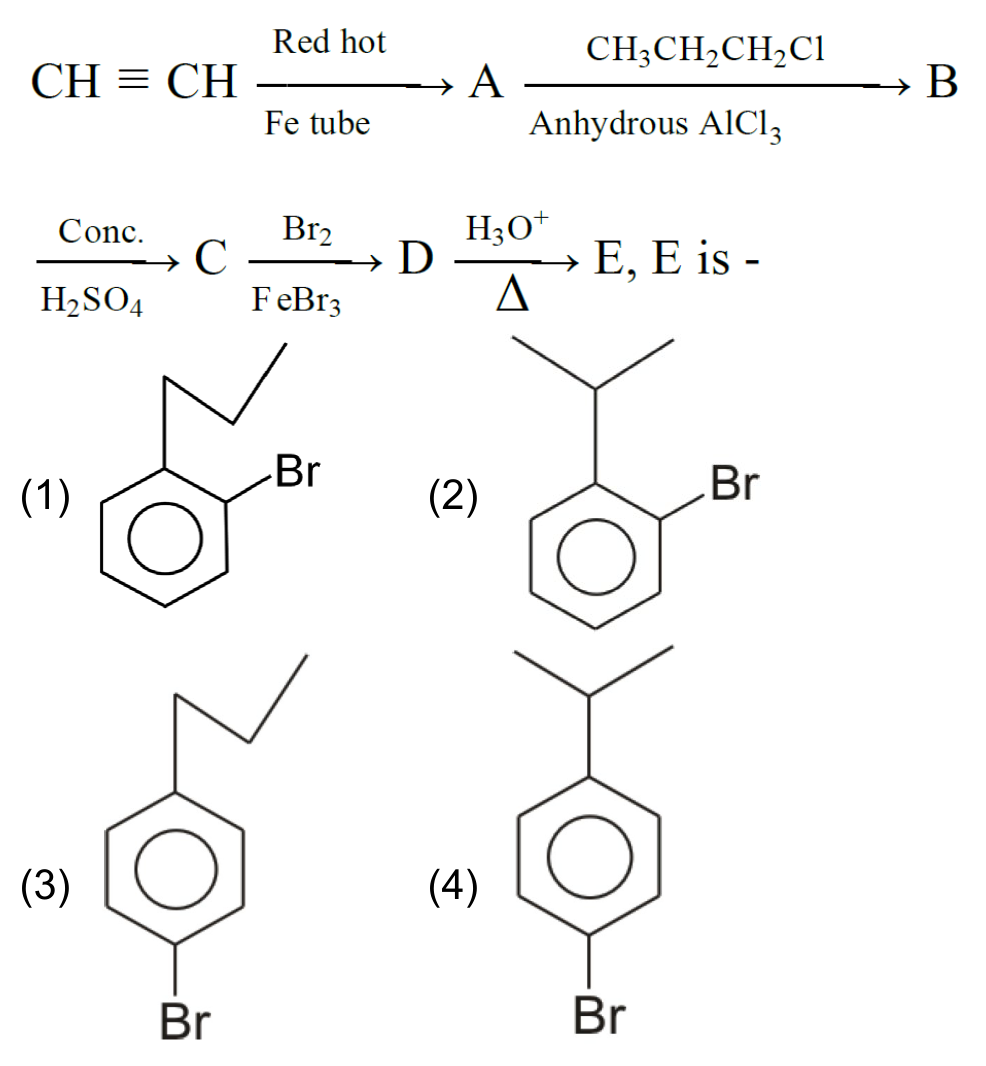 Red hot
CH₃CH₂CH₂Cl
CH ≡ CH ⟶ A ⟶ B
Fe tube
Anhydrous AlCl₃
Conc.
Br₂
H₃O⁺
⟶ C ⟶ D ⟶ E, E is -
H₂SO₄
FeBr₃
Δ
(1)
Br
(2)
Br
(3)
Br
(4)
Br